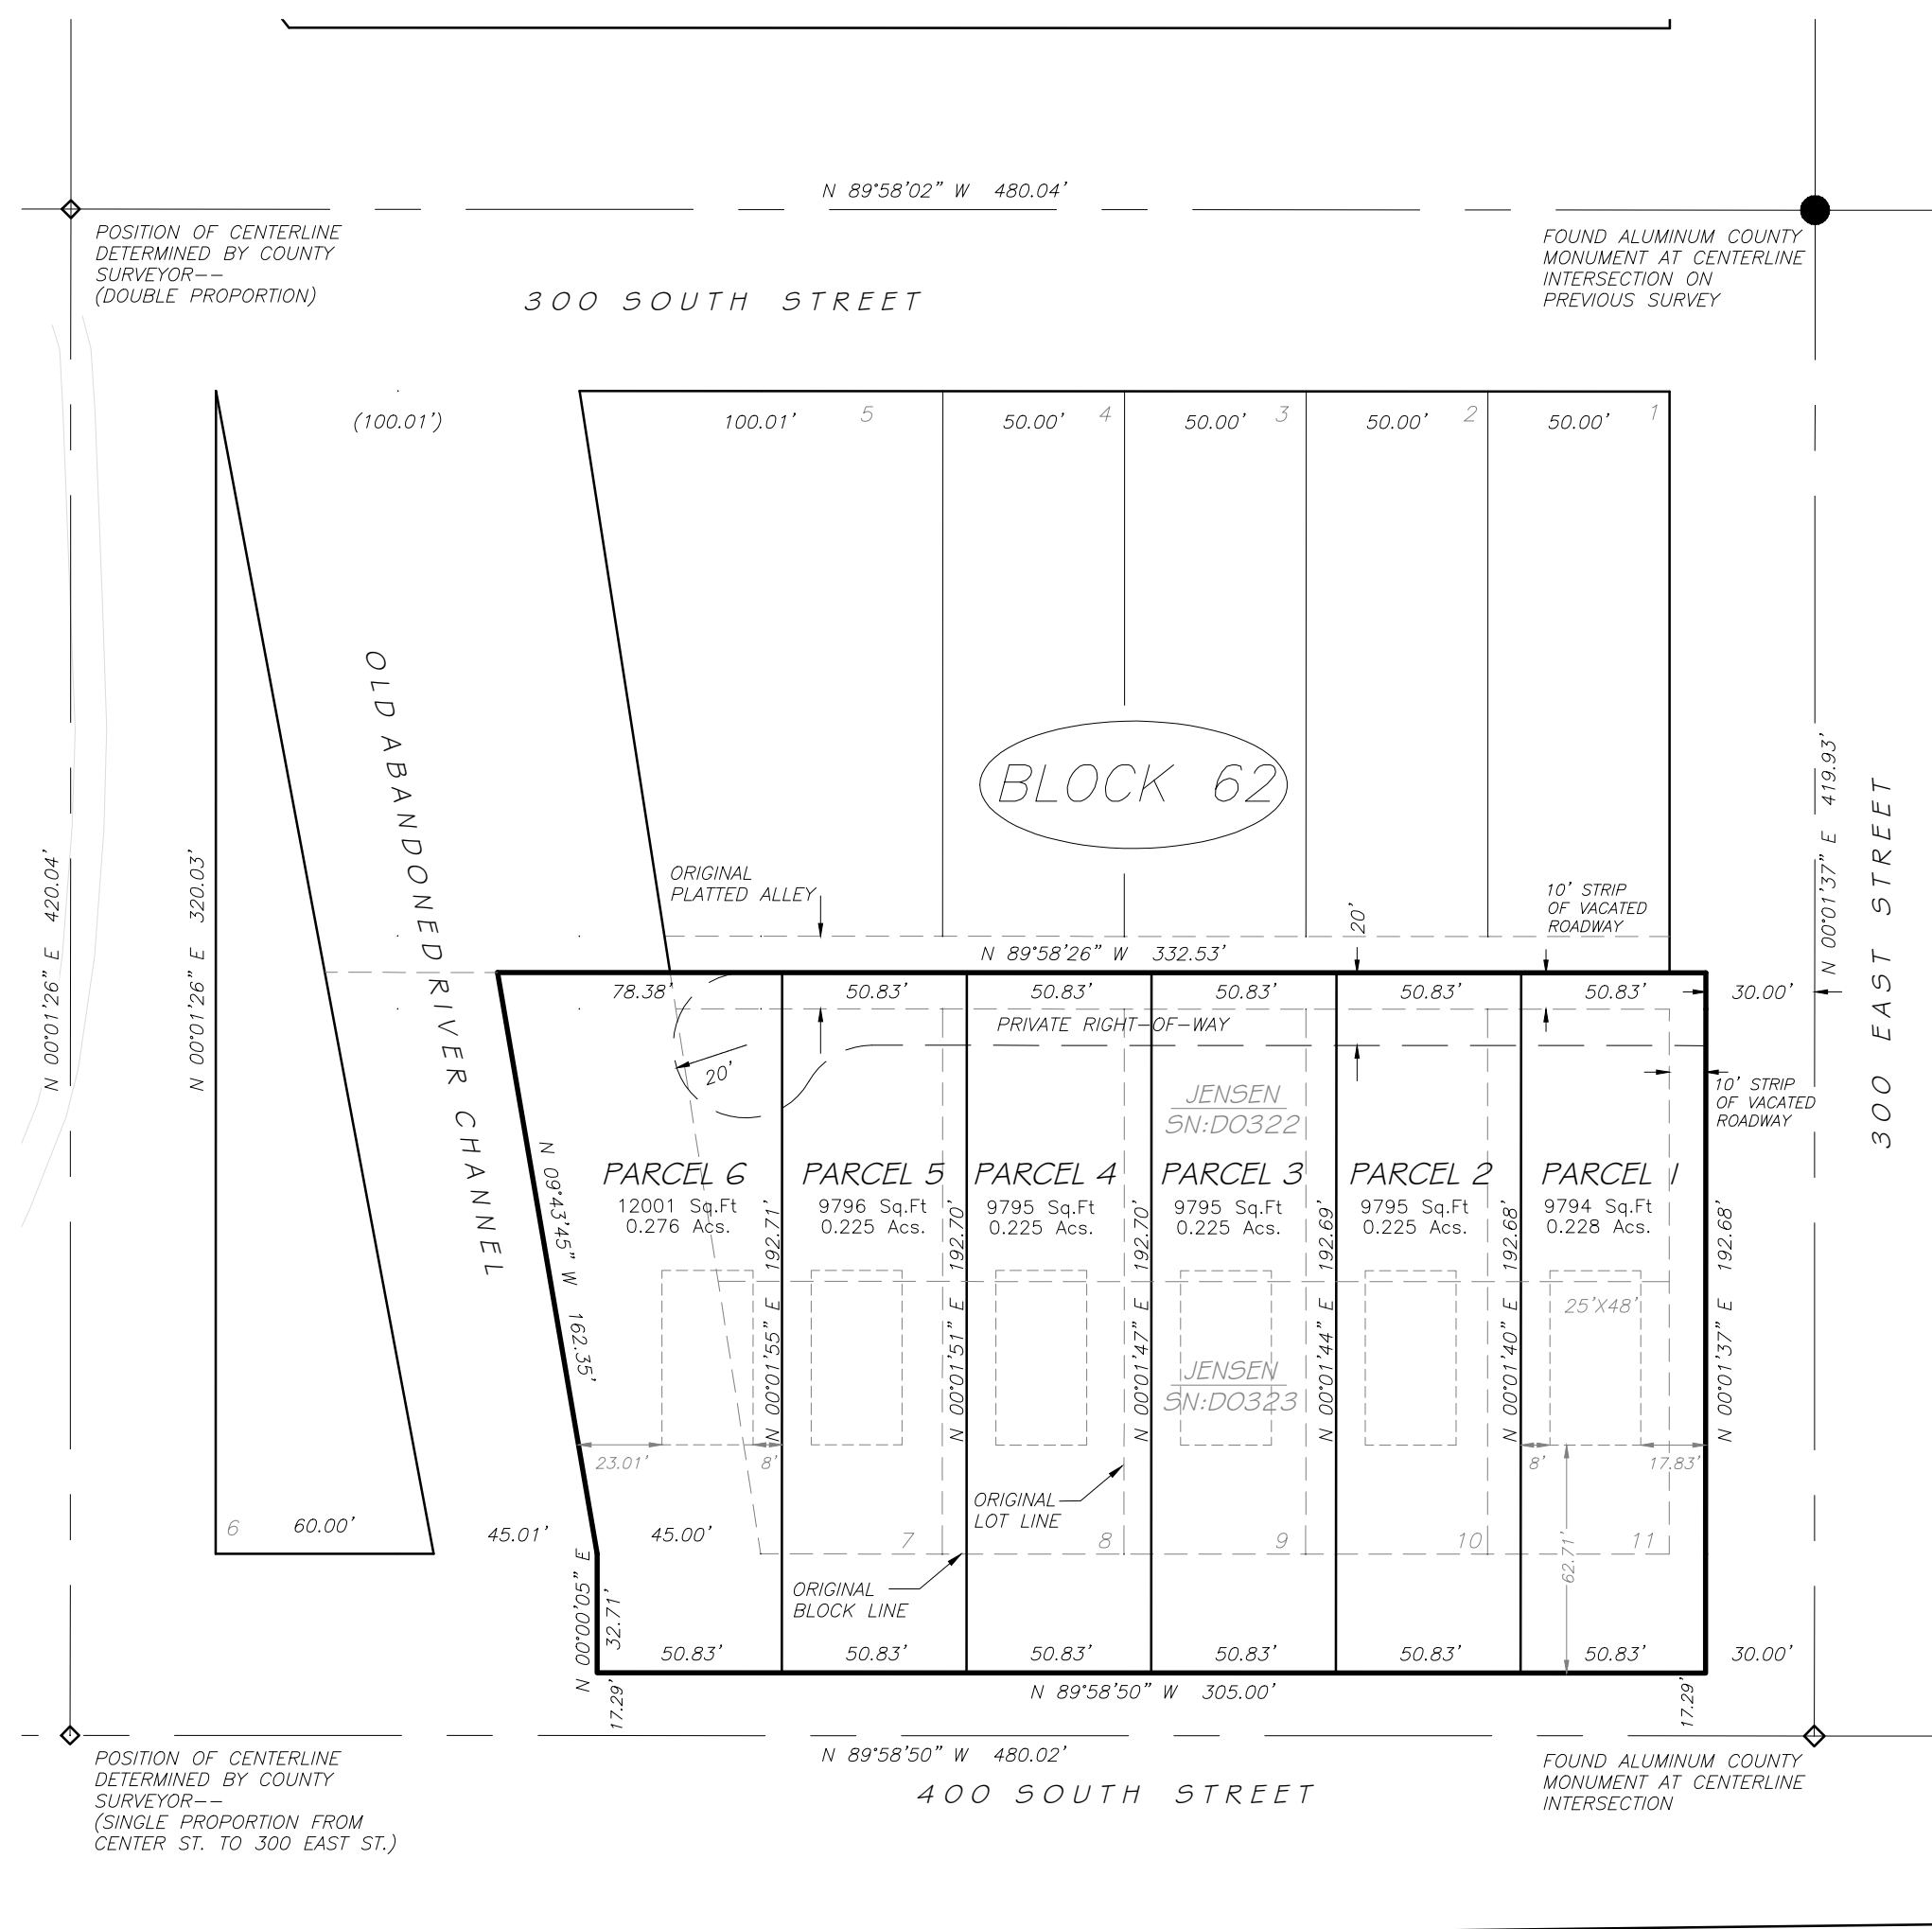 N 89°58'02" W 480.04'
POSITION OF CENTERLINE
DETERMINED BY COUNTY
SURVEYOR--
(DOUBLE PROPORTION)
FOUND ALUMINUM COUNTY
MONUMENT AT CENTERLINE
INTERSECTION ON
PREVIOUS SURVEY
300 SOUTH STREET
(100.01')
100.01'
5
50.00'
4
50.00'
3
50.00'
2
50.00'
1
OLD ABANDONED RIVER CHANNEL
BLOCK 62
N 00°01'26" E 420.04'
N 00°01'26" E 320.03'
N 00°01'37" E 419.93'
300 EAST STREET
ORIGINAL
PLATTED ALLEY
20'
10' STRIP
OF VACATED
ROADWAY
N 89°58'26" W 332.53'
78.38'
50.83'
50.83'
50.83'
50.83'
50.83'
30.00'
PRIVATE RIGHT-OF-WAY
20'
10' STRIP
OF VACATED
ROADWAY
JENSEN
SN:D0322
PARCEL 6
12001 Sq.Ft
0.276 Acs.
PARCEL 5
9796 Sq.Ft
0.225 Acs.
PARCEL 4
9795 Sq.Ft
0.225 Acs.
PARCEL 3
9795 Sq.Ft
0.225 Acs.
PARCEL 2
9795 Sq.Ft
0.225 Acs.
PARCEL 1
9794 Sq.Ft
0.228 Acs.
N 09°43'45" W 162.35'
N 00°01'55" E 192.71'
N 00°01'51" E 192.70'
N 00°01'47" E 192.70'
N 00°01'44" E 192.69'
N 00°01'40" E 192.68'
N 00°01'37" E 192.68'
25'X48'
JENSEN
SN:D0323
23.01'
8'
8'
17.83'
ORIGINAL
LOT LINE
6
60.00'
45.01'
45.00'
7
8
9
10
11
62.71'
ORIGINAL
BLOCK LINE
N 00°00'05" E
32.71'
50.83'
50.83'
50.83'
50.83'
50.83'
50.83'
30.00'
17.29'
N 89°58'50" W 305.00'
17.29'
N 89°58'50" W 480.02'
400 SOUTH STREET
POSITION OF CENTERLINE
DETERMINED BY COUNTY
SURVEYOR--
(SINGLE PROPORTION FROM
CENTER ST. TO 300 EAST ST.)
FOUND ALUMINUM COUNTY
MONUMENT AT CENTERLINE
INTERSECTION